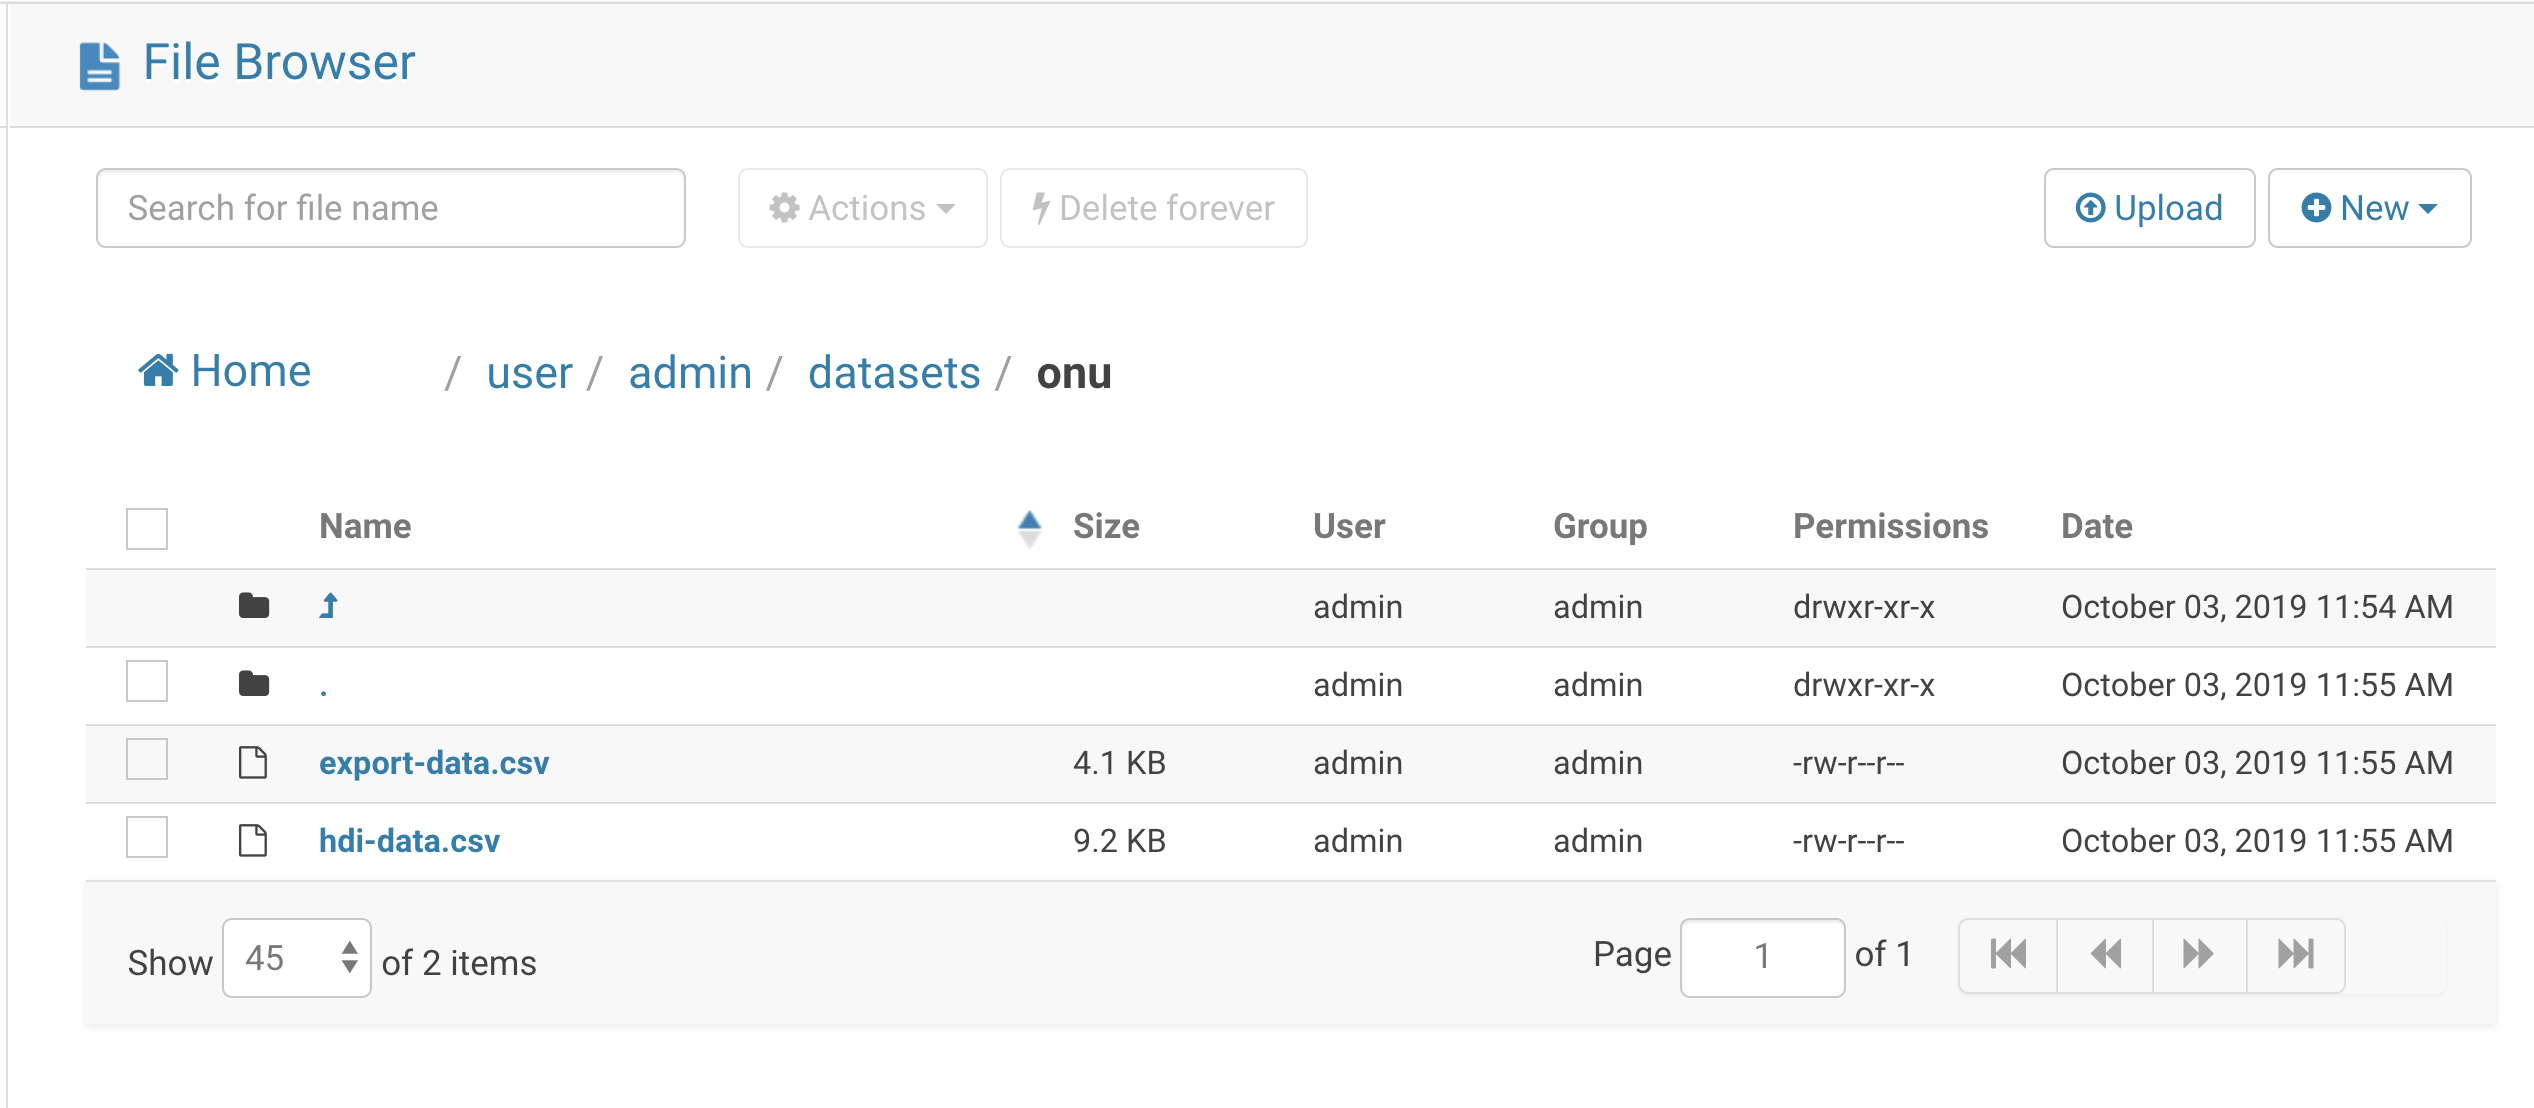 File Browser
Search for file name Actions Delete forever Upload New
Home / user / admin / datasets / onu
Name Size User Group Permissions Date
admin admin drwxr-xr-x October 03, 2019 11:54 AM
. admin admin drwxr-xr-x October 03, 2019 11:55 AM
export-data.csv 4.1 KB admin admin -rw-r--r-- October 03, 2019 11:55 AM
hdi-data.csv 9.2 KB admin admin -rw-r--r-- October 03, 2019 11:55 AM
Show 45 of 2 items Page 1 of 1